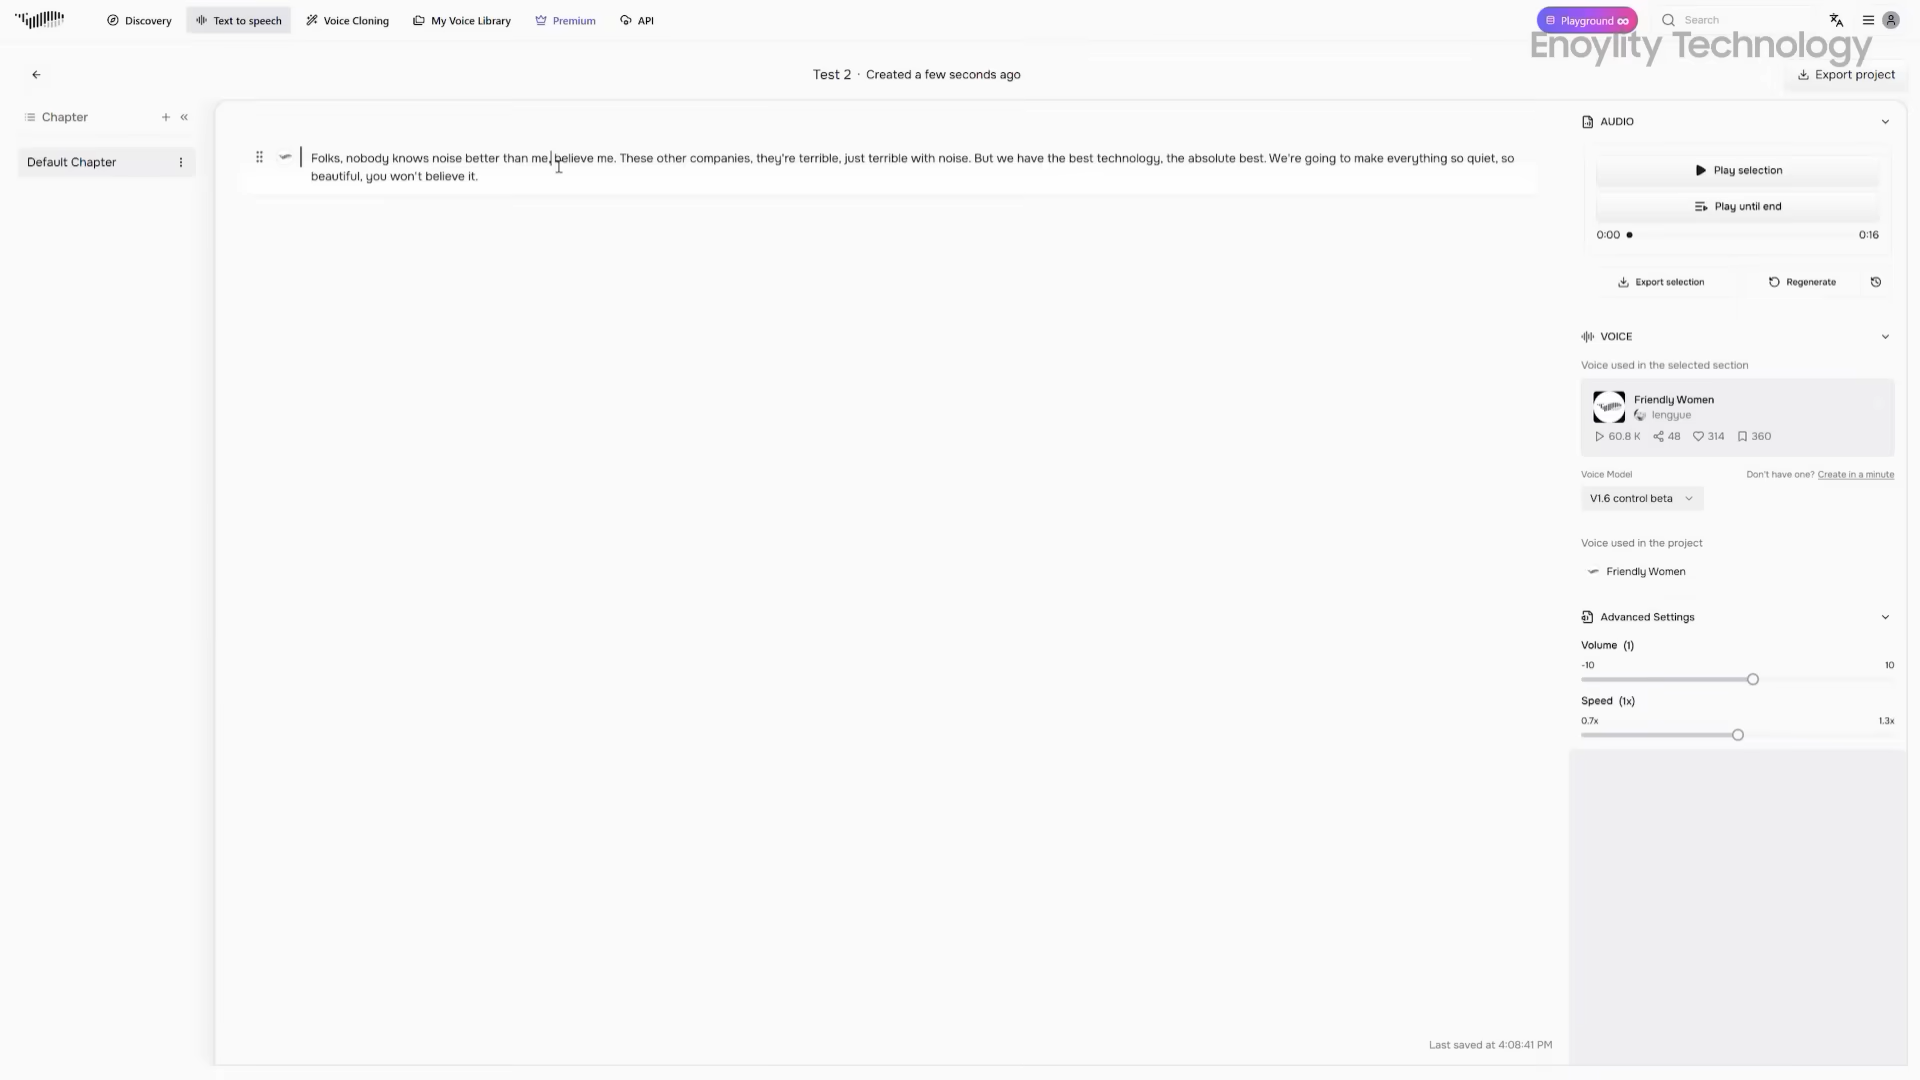 Discovery
Text to speech
Voice Cloning
My Voice Library
Premium
API
Playground
Search
Enoylity Technology
Test 2 · Created a few seconds ago
Export project
Chapter
Default Chapter
Folks, nobody knows noise better than me, believe me. These other companies, they're terrible, just terrible with noise. But we have the best technology, the absolute best. We're going to make everything so quiet, so
beautiful, you won't believe it.
Last saved at 4:08:41 PM
AUDIO
Play selection
Play until end
0:00 0:16
Export selection
Regenerate
VOICE
Voice used in the selected section
Friendly Women
lengyue
60.8 K 48 314 360
Voice Model
Don't have one? Create in a minute
V1.6 control beta
Voice used in the project
Friendly Women
Advanced Settings
Volume (1)
-10 10
Speed (1x)
0.7x 1.3x